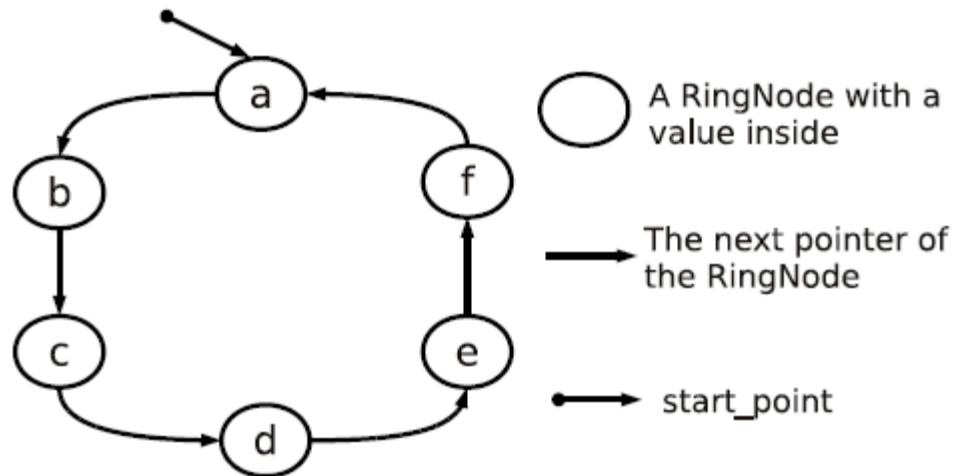 a
b
c
d
e
f
A RingNode with a
value inside
The next pointer of
the RingNode
start_point